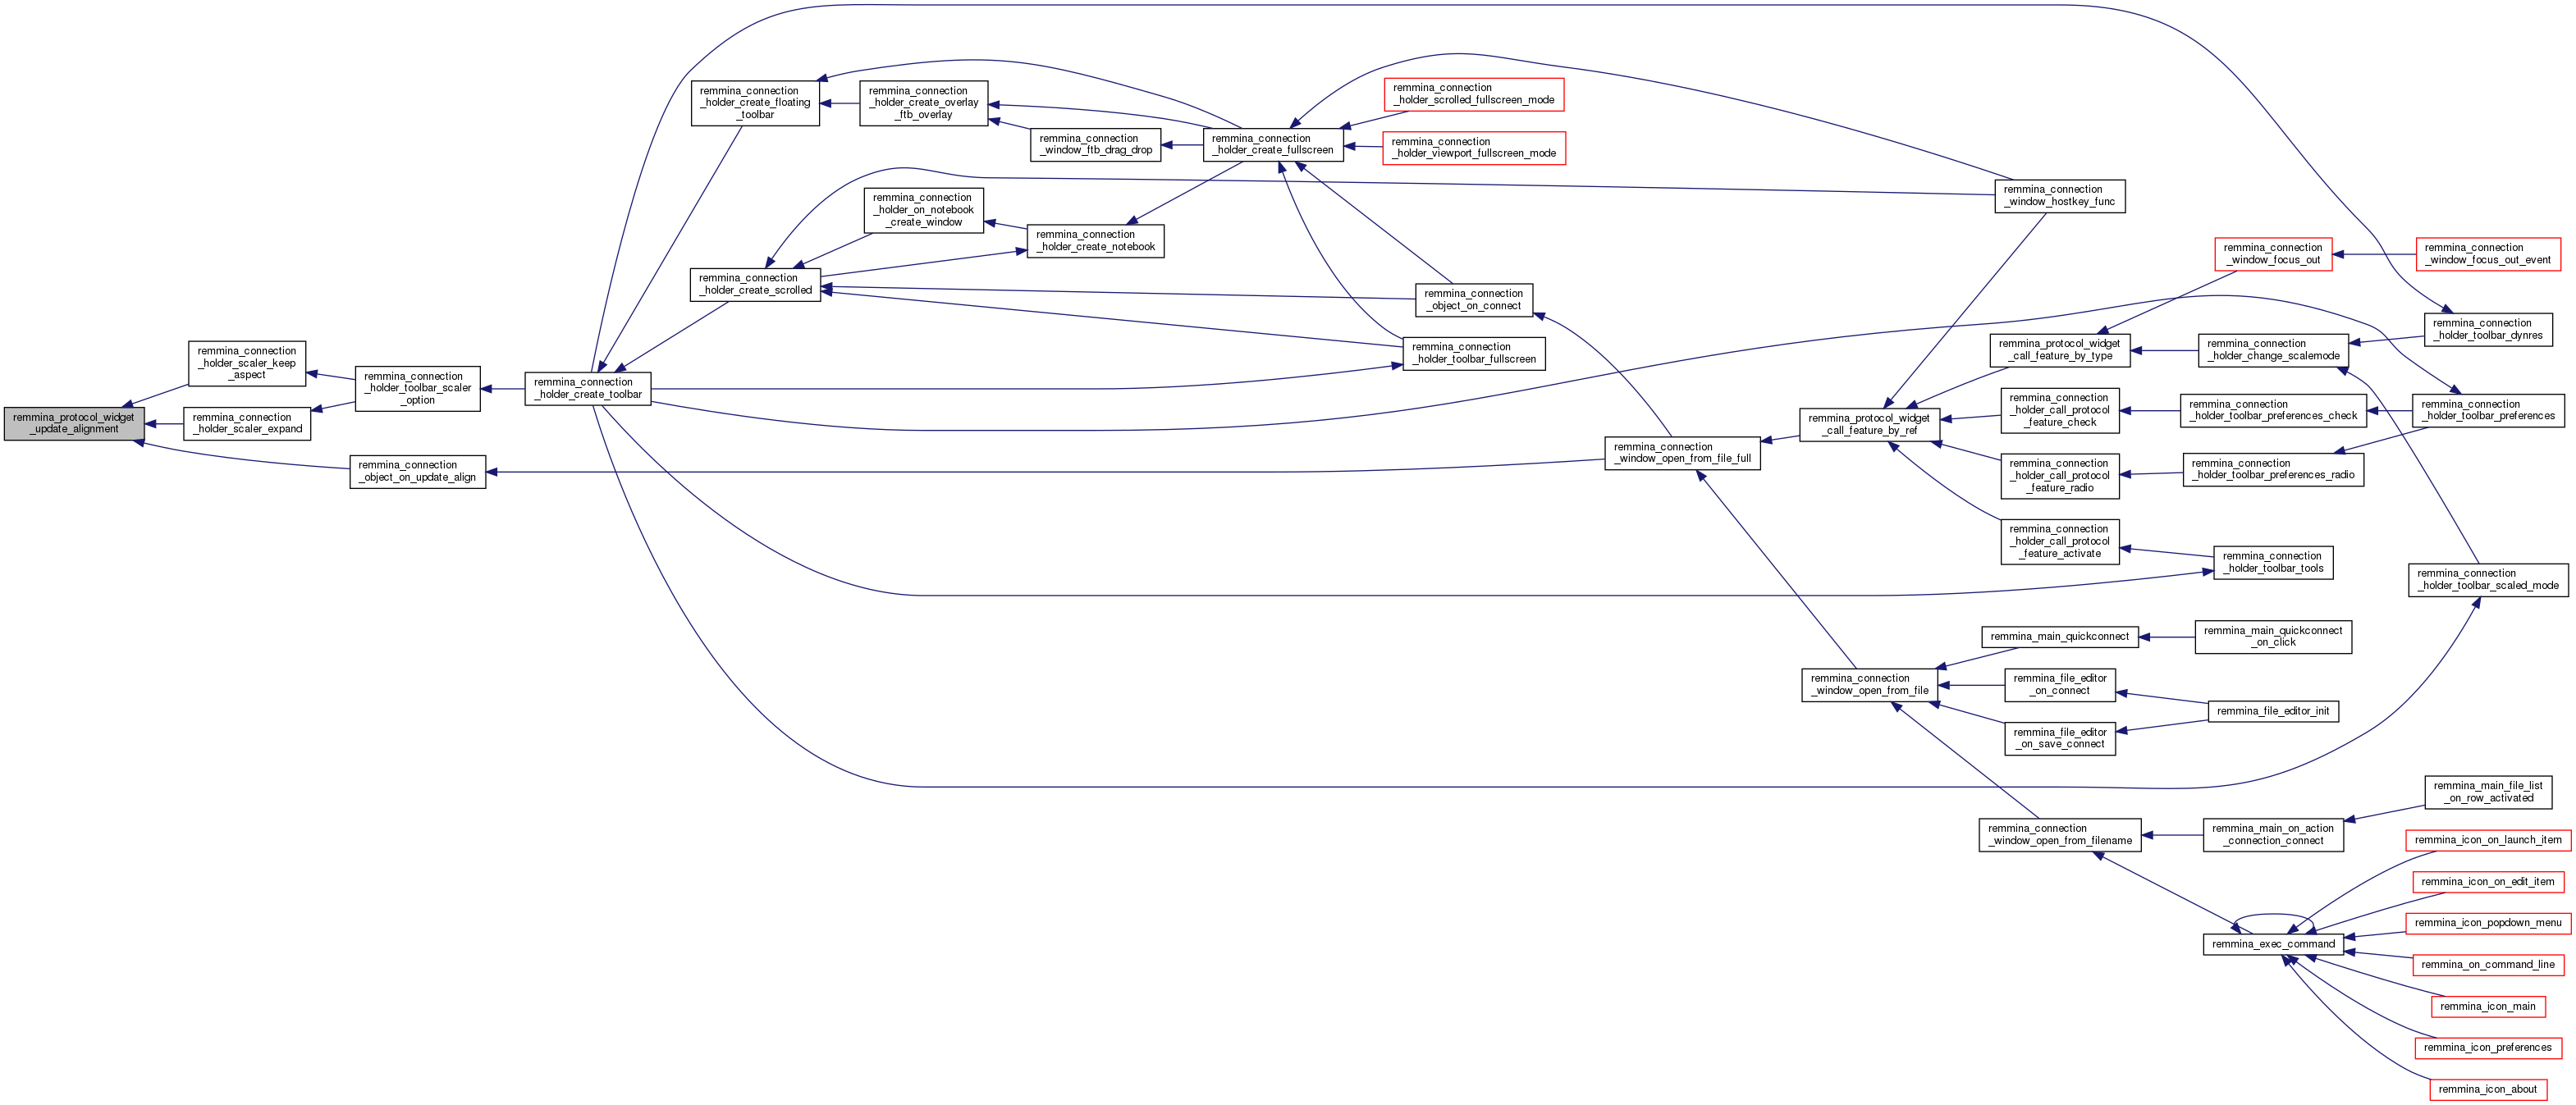 remmina_protocol_widget
_update_alignment
remmina_connection
_holder_scaler_keep
_aspect
remmina_connection
_holder_scaler_expand
remmina_connection
_object_on_update_align
remmina_connection
_holder_toolbar_scaler
_option
remmina_connection
_holder_create_toolbar
remmina_connection
_holder_create_floating
_toolbar
remmina_connection
_holder_create_scrolled
remmina_connection
_holder_create_overlay
_ftb_overlay
remmina_connection
_holder_on_notebook
_create_window
remmina_connection
_window_ftb_drag_drop
remmina_connection
_holder_create_notebook
remmina_connection
_holder_create_fullscreen
remmina_connection
_holder_scrolled_fullscreen_mode
remmina_connection
_holder_viewport_fullscreen_mode
remmina_connection
_object_on_connect
remmina_connection
_holder_toolbar_fullscreen
remmina_connection
_window_open_from_file_full
remmina_protocol_widget
_call_feature_by_ref
remmina_connection
_window_open_from_file
remmina_connection
_window_hostkey_func
remmina_protocol_widget
_call_feature_by_type
remmina_connection
_holder_call_protocol
_feature_check
remmina_connection
_holder_call_protocol
_feature_radio
remmina_connection
_holder_call_protocol
_feature_activate
remmina_main_quickconnect
remmina_file_editor
_on_connect
remmina_file_editor
_on_save_connect
remmina_connection
_window_open_from_filename
remmina_connection
_window_focus_out
remmina_connection
_holder_change_scalemode
remmina_connection
_holder_toolbar_preferences_check
remmina_connection
_holder_toolbar_preferences_radio
remmina_connection
_holder_toolbar_tools
remmina_main_quickconnect
_on_click
remmina_file_editor_init
remmina_main_on_action
_connection_connect
remmina_exec_command
remmina_connection
_window_focus_out_event
remmina_connection
_holder_toolbar_dynres
remmina_connection
_holder_toolbar_preferences
remmina_connection
_holder_toolbar_scaled_mode
remmina_main_file_list
_on_row_activated
remmina_icon_on_launch_item
remmina_icon_on_edit_item
remmina_icon_popdown_menu
remmina_on_command_line
remmina_icon_main
remmina_icon_preferences
remmina_icon_about